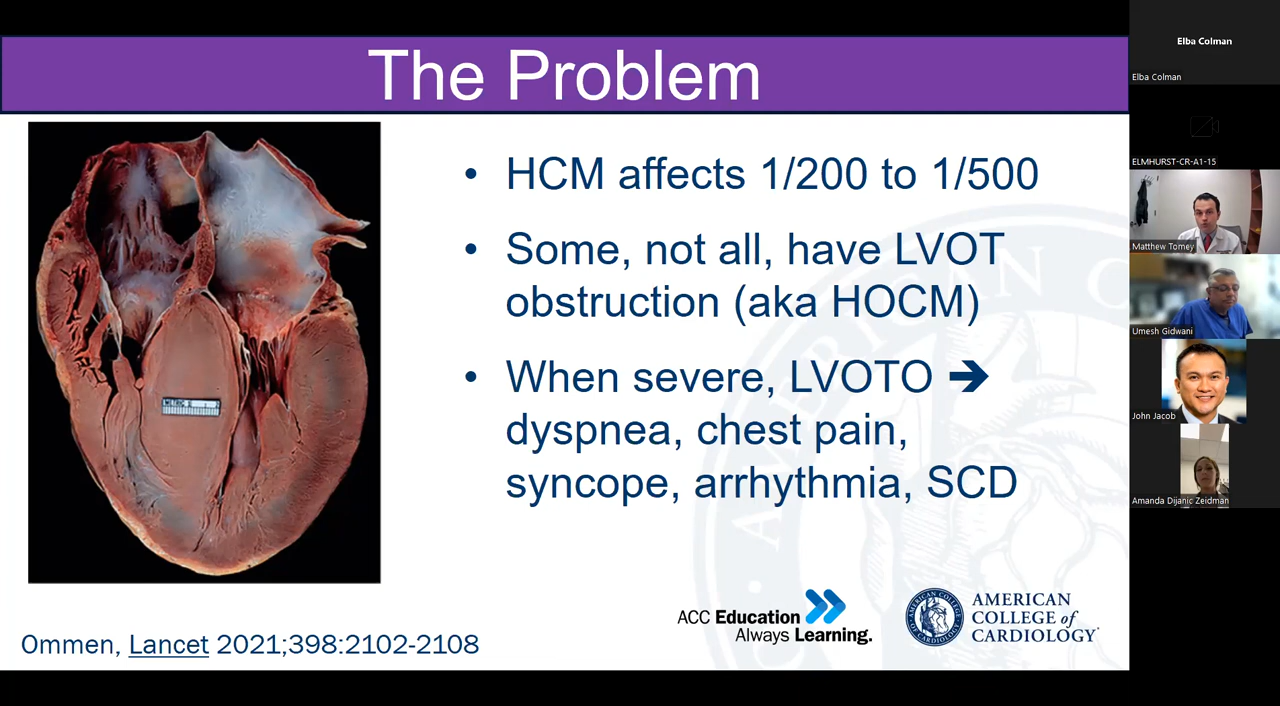 The Problem
• HCM affects 1/200 to 1/500
• Some, not all, have LVOT
obstruction (aka HOCM)
• When severe, LVOTO ➔
dyspnea, chest pain,
syncope, arrhythmia, SCD
METRIC
Ommen, Lancet 2021;398:2102-2108
ACC Education
Always Learning.
AMERICAN
COLLEGE of
CARDIOLOGY
Elba Colman
Elba Colman
ELMHURST-CR-A1-15
Matthew Tomey
Umesh Gidwani
John Jacob
Amanda Dijanic Zeidman